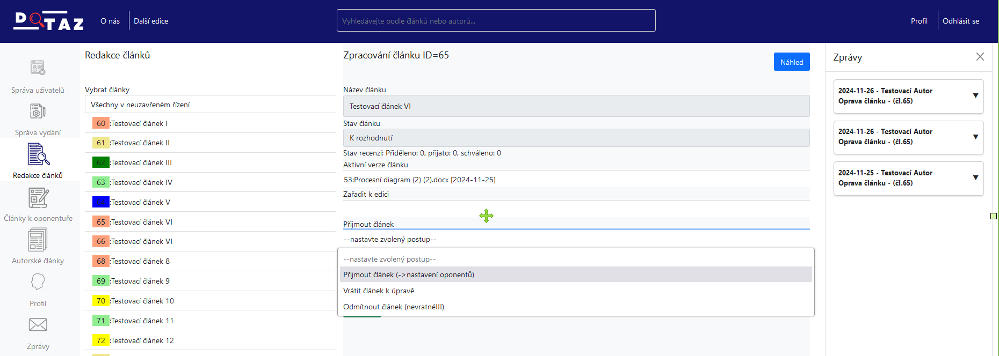 DOTAZ
O nás
Další edice
Vyhledávejte podle článků nebo autorů...
Profil
Odhlásit se
Správa uživatelů
Správa vydání
Redakce článků
Články k oponentuře
Autorské články
Profil
Zprávy
Redakce článků
Vybrat články
Všechny v neuzavřeném řízení
60 :Testovací článek I
61 :Testovací článek II
62 :Testovací článek III
63 :Testovací článek IV
64 :Testovací článek V
65 :Testovací článek VI
66 :Testovací článek VI
68 :Testovací článek 8
69 :Testovací článek 9
70 :Testovací článek 10
71 :Testovací článek 11
72 :Testovačí článek 12
Zpracování článku ID=65
Náhled
Název článku
Testovací článek VI
Stav článku
K rozhodnutí
Stav recenzí: Přiděleno: 0, přijato: 0, schváleno: 0
Aktivní verze článku
53:Procesní diagram (2) (2).docx [2024-11-25]
Zařadit k edici
Přijmout článek
--nastavte zvolený postup--
--nastavte zvolený postup--
Přijmout článek (->nastavení oponentů)
Vrátit článek k úpravě
Odmítnout článek (nevratné!!!)
Zprávy
2024-11-26 - Testovací Autor
Oprava článku - (čl.65)
2024-11-26 - Testovací Autor
Oprava článku - (čl.65)
2024-11-25 - Testovací Autor
Oprava článku - (čl.65)